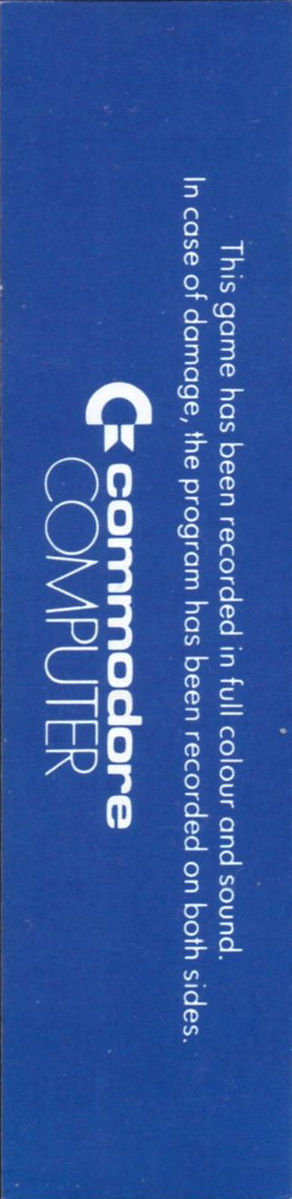 This game has been recorded in full colour and sound.
In case of damage, the program has been recorded on both sides.
commodore
COMPUTER